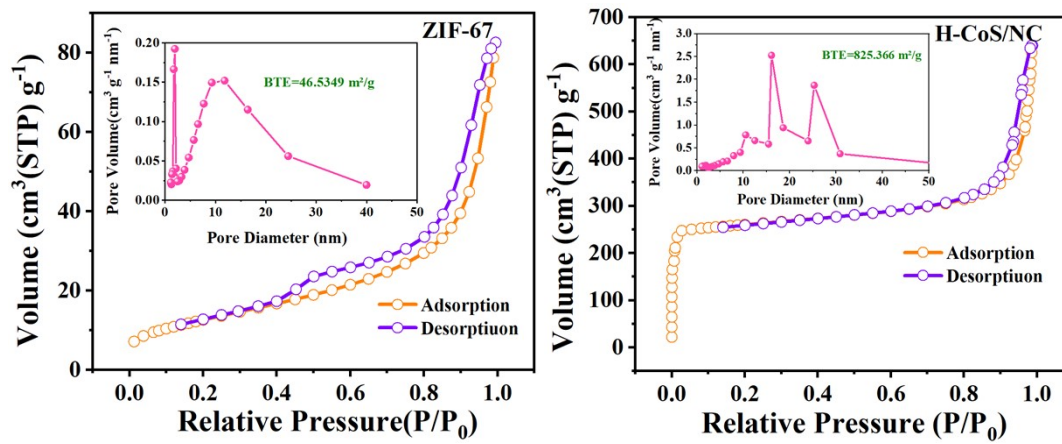 ZIF-67
BTE=46.5349 m²/g
Pore Volume(cm³ g⁻¹ nm⁻¹)
0.20
0.15
0.10
0.05
0.00
0 10 20 30 40 50
Pore Diameter (nm)
Volume (cm³(STP) g⁻¹
80
60
40
20
0
Adsorption
Desorptiuon
0.0 0.2 0.4 0.6 0.8 1.0
Relative Pressure(P/P₀)
H-CoS/NC
BTE=825.366 m²/g
Pore Volume(cm³ g⁻¹ nm⁻¹)
3.0
2.5
2.0
1.5
1.0
0.5
0.0
0 10 20 30 40 50
Pore Diameter (nm)
Volume (cm³(STP) g⁻¹
700
600
500
400
300
200
100
0
Adsorption
Desorptiuon
0.0 0.2 0.4 0.6 0.8 1.0
Relative Pressure (P/P₀)